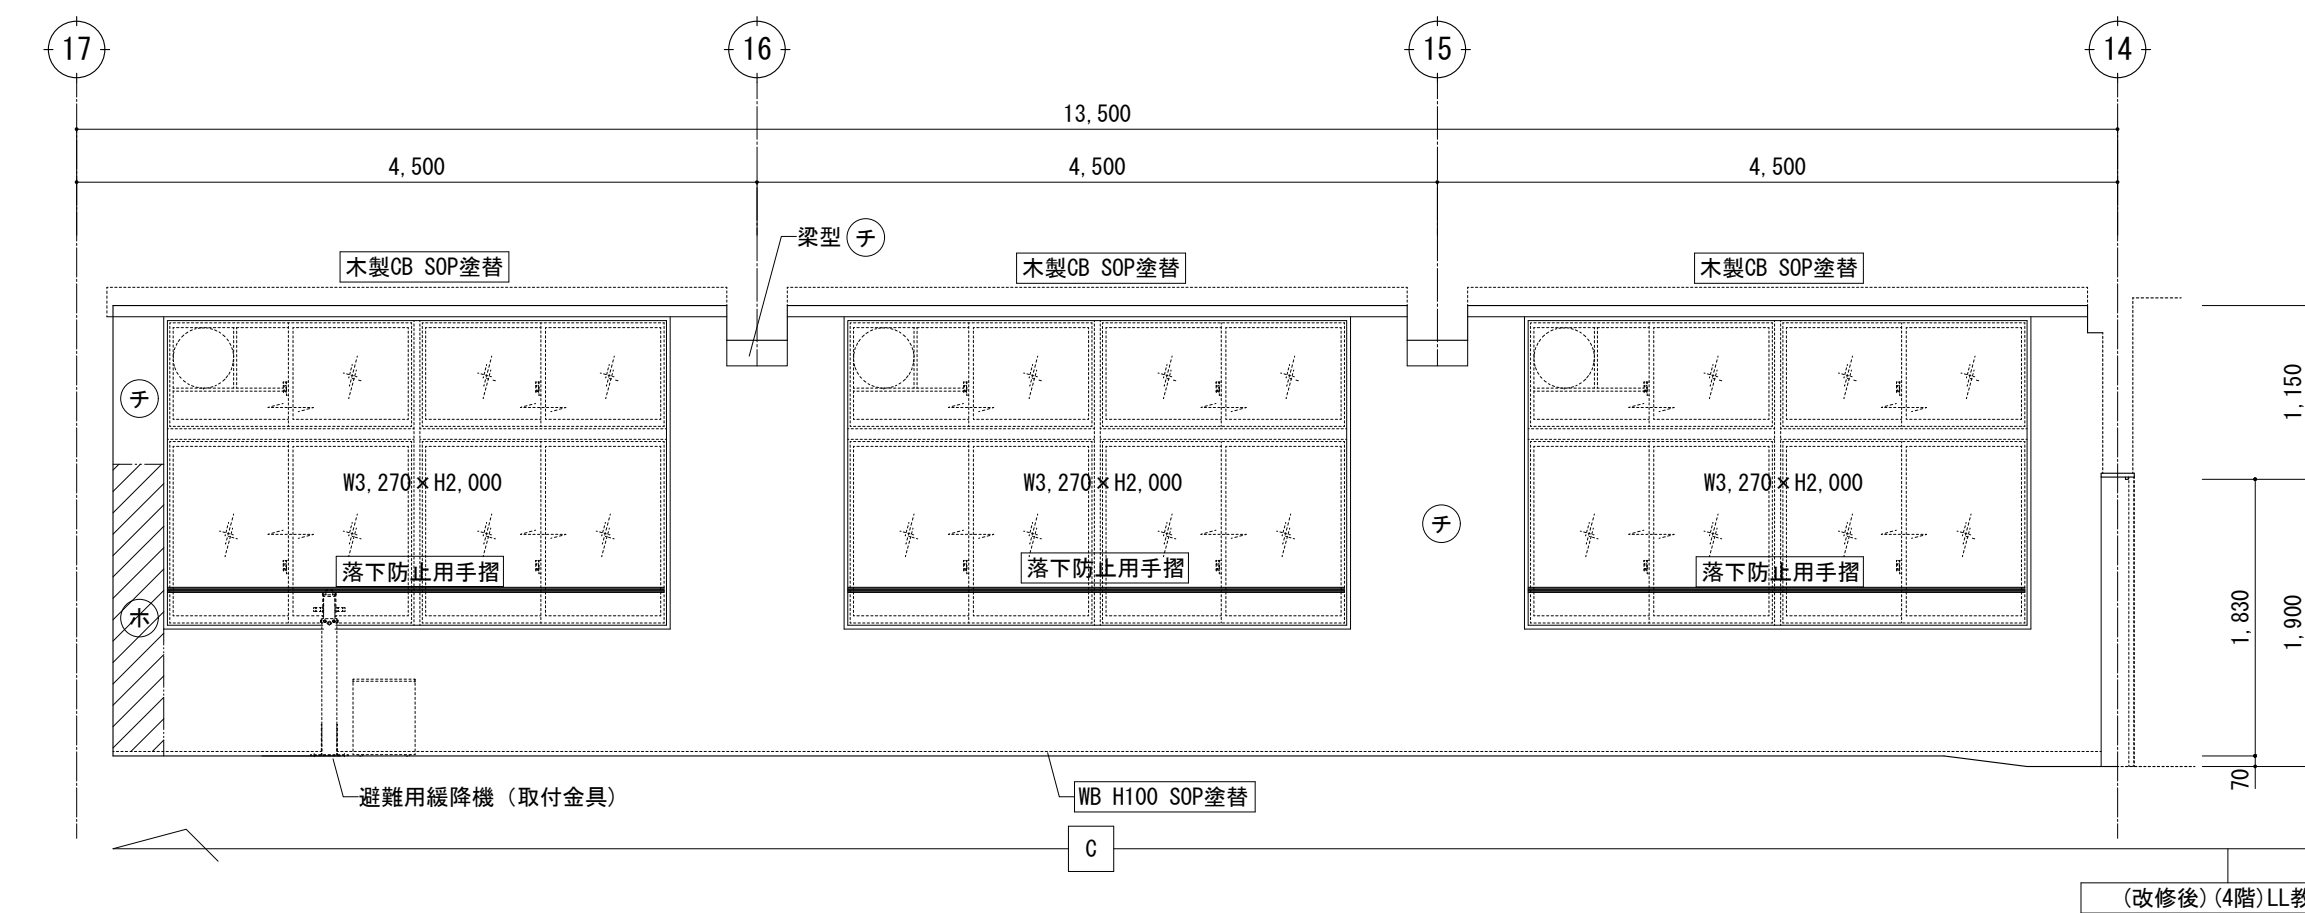 17
16
15
14
13,500
4,500
4,500
4,500
梁型 チ
木製CB SOP塗替
木製CB SOP塗替
木製CB SOP塗替
チ
1,150
W3,270×H2,000
W3,270×H2,000
W3,270×H2,000
チ
落下防止用手摺
落下防止用手摺
落下防止用手摺
ホ
1,830
1,900
70
避難用緩降機（取付金具）
WB H100 SOP塗替
C
(改修後)(4階)LL教